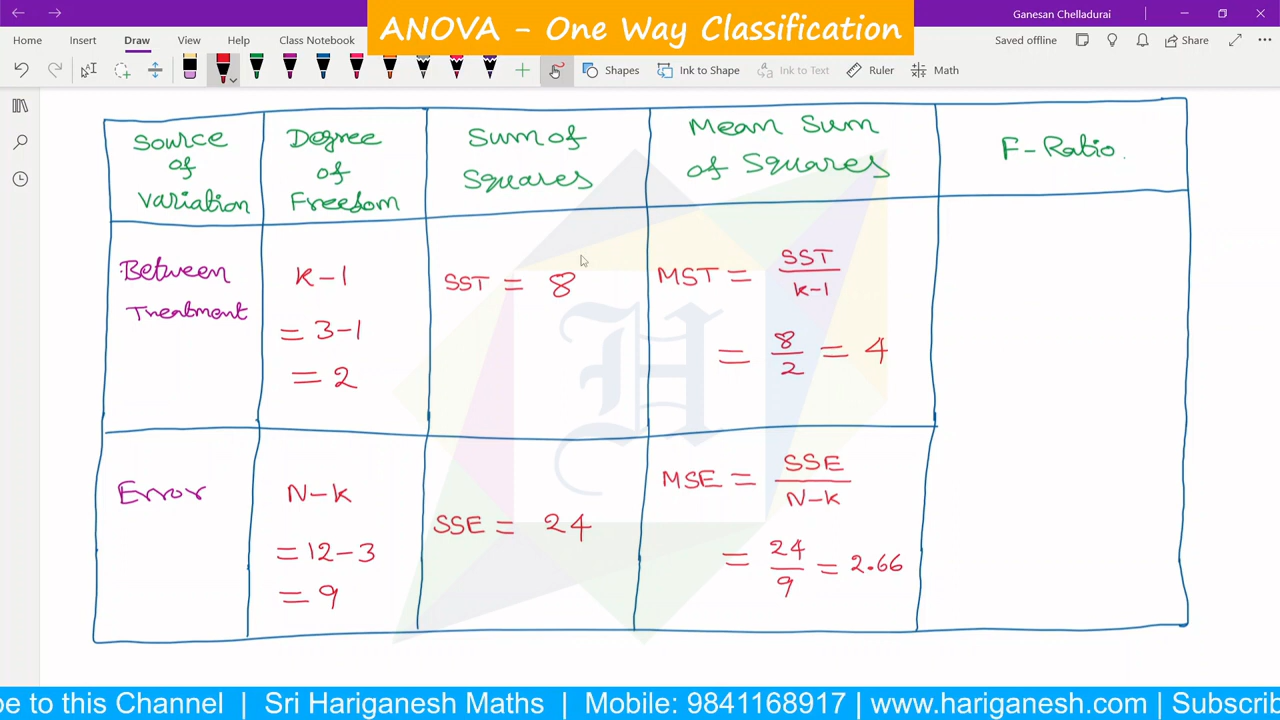 ANOVA - One Way Classification
Ganesan Chelladurai
Home Insert Draw View Help Class Notebook
Saved offline Share
Shapes Ink to Shape Ink to Text Ruler Math
Source of Variation
Degree of Freedom
Sum of Squares
Mean Sum of Squares
F-Ratio.
Between Treatment
k-1
= 3-1
= 2
SST = 8
MST = SST/k-1
= 8/2 = 4
Error
N-k
= 12-3
= 9
SSE = 24
MSE = SSE/N-k
= 24/9 = 2.66
H
e to this Channel | Sri Hariganesh Maths | Mobile: 9841168917 | www.hariganesh.com | Subscrib